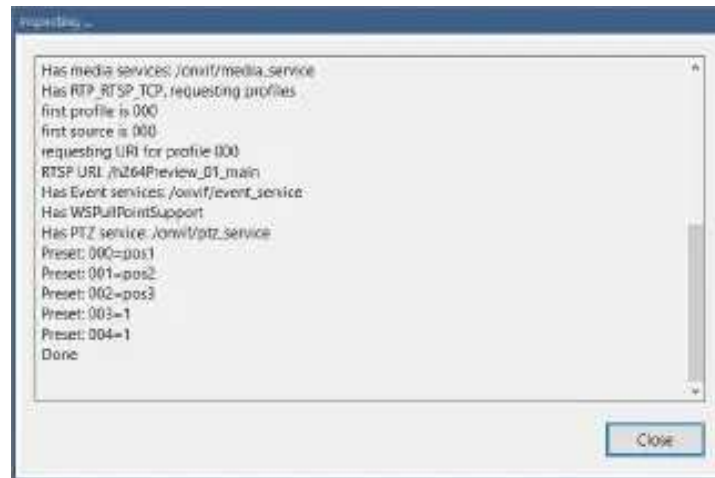 Inspecting ...
Has media services: /onvif/media_service
Has RTP_RTSP_TCP, requesting profiles
first profile is 000
first source is 000
requesting URI for profile 000
RTSP URI: /h264Preview_01_main
Has Event services: /onvif/event_service
Has WSPullPointSupport
Has PTZ service: /onvif/ptz_service
Preset: 000=pos1
Preset: 001=pos2
Preset: 002=pos3
Preset: 003=1
Preset: 004=1
Done
Close